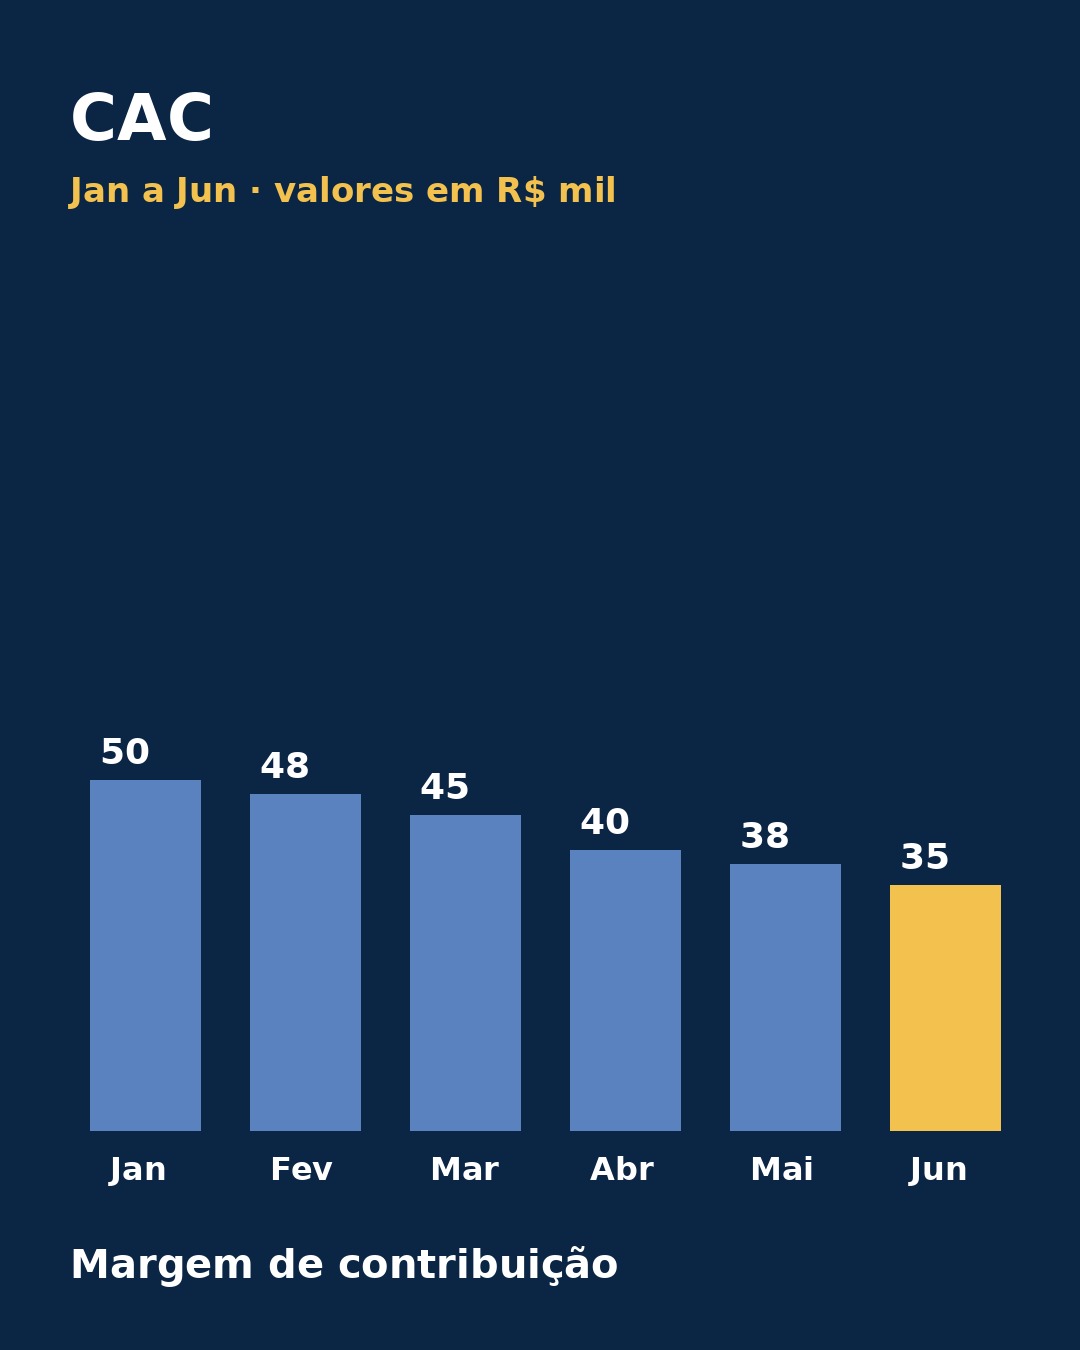 CAC
Jan a Jun · valores em R$ mil
50 48 45 40 38 35
Jan Fev Mar Abr Mai Jun
Margem de contribuição